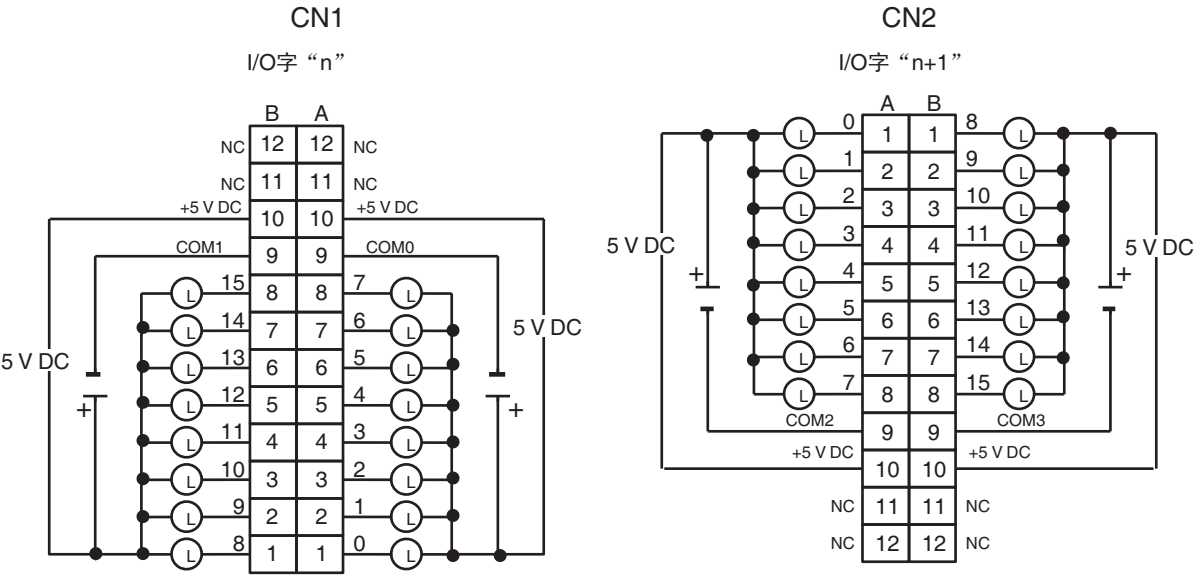 CN1
I/O字“n”
B A
NC 12 12 NC
NC 11 11 NC
+5 V DC 10 10 +5 V DC
COM1 9 9 COM0
L 15 8 8 7 L
L 14 7 7 6 L
5 V DC
L 13 6 6 5 L
5 V DC
L 12 5 5 4 L
+ +
L 11 4 4 3 L
L 10 3 3 2 L
L 9 2 2 1 L
L 8 1 1 0 L
CN2
I/O字“n+1”
A B
L 0 1 1 8 L
L 1 2 2 9 L
L 2 3 3 10 L
5 V DC L 3 4 4 11 L 5 V DC
+ L 4 5 5 12 L +
L 5 6 6 13 L
L 6 7 7 14 L
L 7 8 8 15 L
COM2 9 9 COM3
+5 V DC 10 10 +5 V DC
NC 11 11 NC
NC 12 12 NC